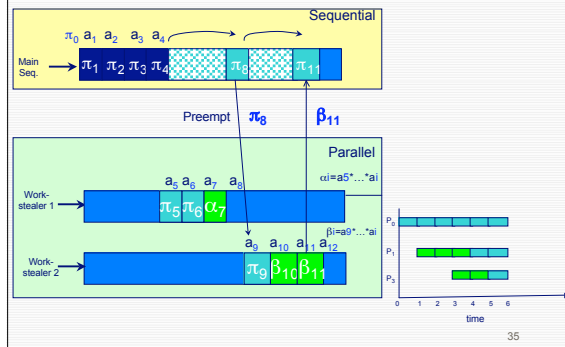 Sequential
π0 a1 a2 a3 a4
Main Seq.
π1 π2 π3 π4 π8 π11
Preempt π8 β11
Parallel
a5 a6 a7 a8
αi=a5*...*ai
Work-stealer 1
π5 π6 α7
βi=a9*...*ai
a9 a10 a11 a12
Work-stealer 2
π9 β10 β11
P0
P1
P3
0 1 2 3 4 5 6
time
35